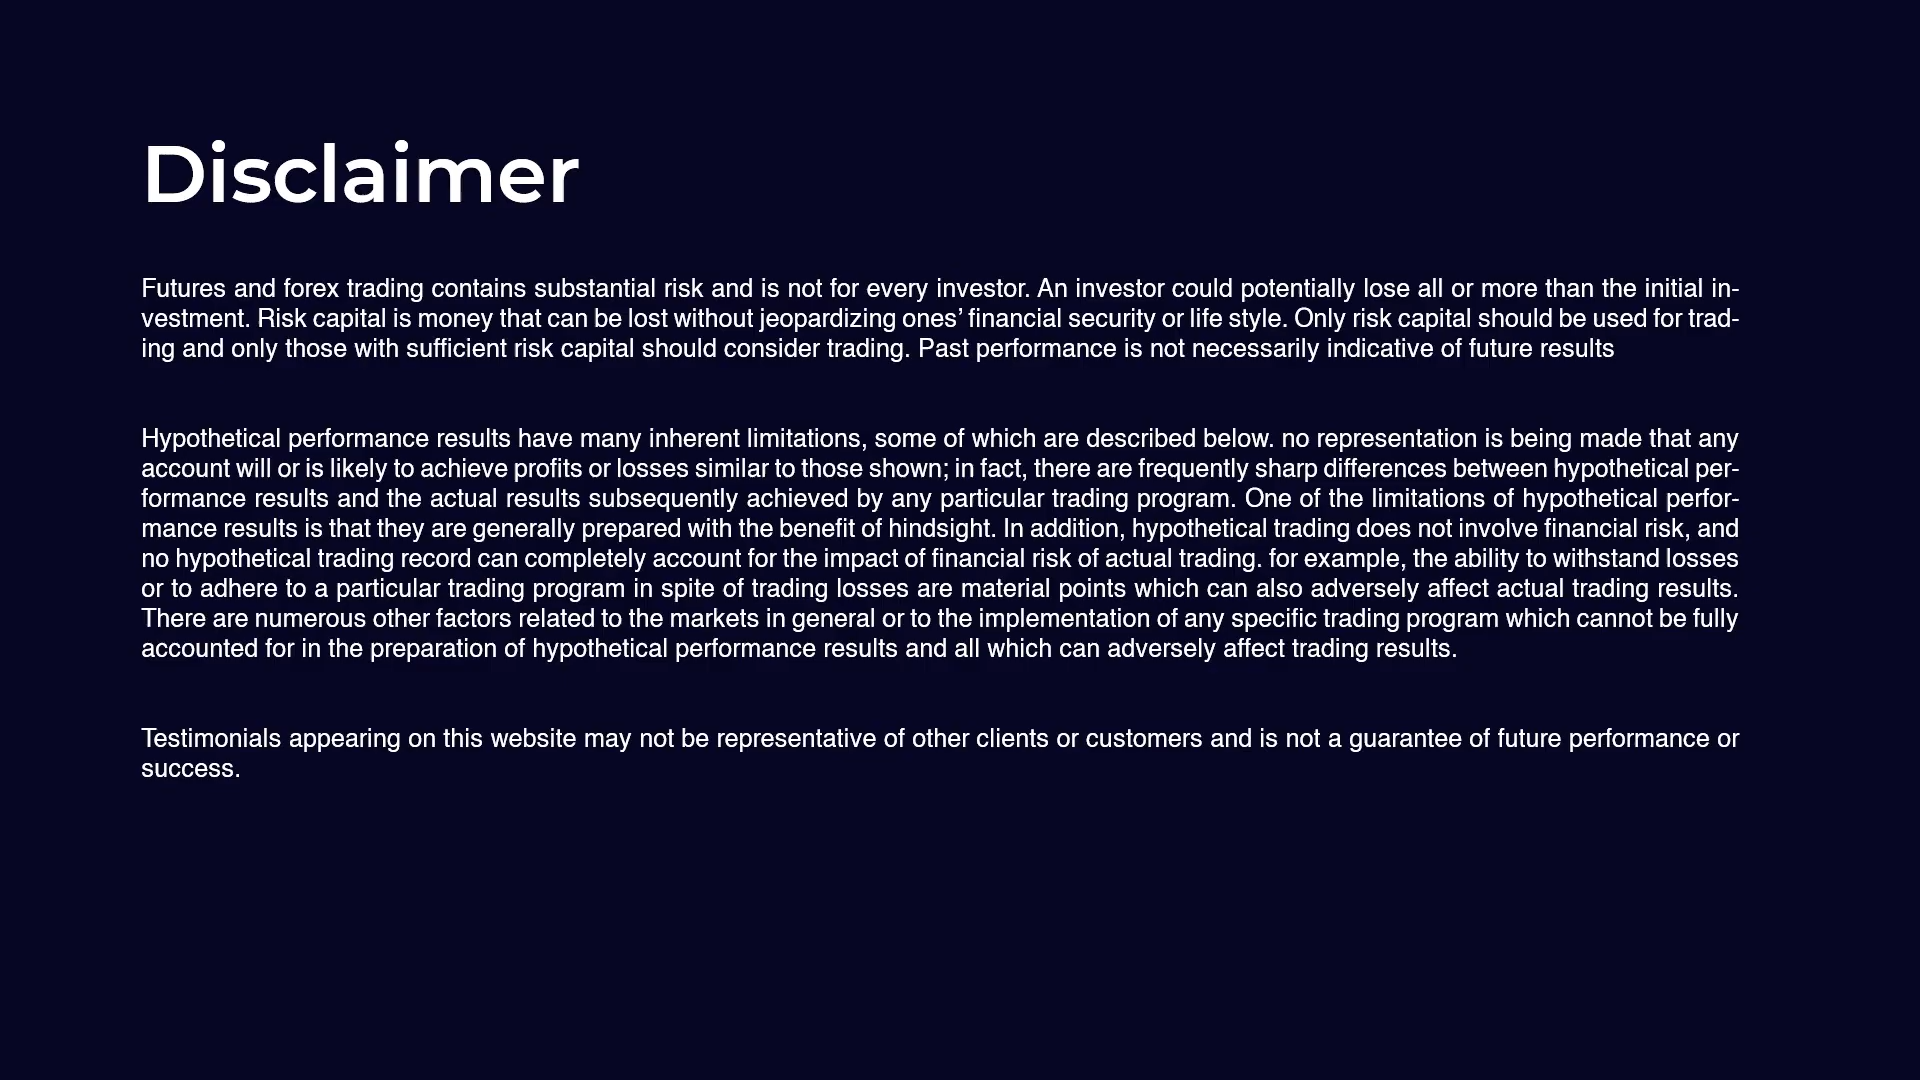 Disclaimer
Futures and forex trading contains substantial risk and is not for every investor. An investor could potentially lose all or more than the initial in-
vestment. Risk capital is money that can be lost without jeopardizing ones’ financial security or life style. Only risk capital should be used for trad-
ing and only those with sufficient risk capital should consider trading. Past performance is not necessarily indicative of future results
Hypothetical performance results have many inherent limitations, some of which are described below. no representation is being made that any
account will or is likely to achieve profits or losses similar to those shown; in fact, there are frequently sharp differences between hypothetical per-
formance results and the actual results subsequently achieved by any particular trading program. One of the limitations of hypothetical perfor-
mance results is that they are generally prepared with the benefit of hindsight. In addition, hypothetical trading does not involve financial risk, and
no hypothetical trading record can completely account for the impact of financial risk of actual trading. for example, the ability to withstand losses
or to adhere to a particular trading program in spite of trading losses are material points which can also adversely affect actual trading results.
There are numerous other factors related to the markets in general or to the implementation of any specific trading program which cannot be fully
accounted for in the preparation of hypothetical performance results and all which can adversely affect trading results.
Testimonials appearing on this website may not be representative of other clients or customers and is not a guarantee of future performance or
success.